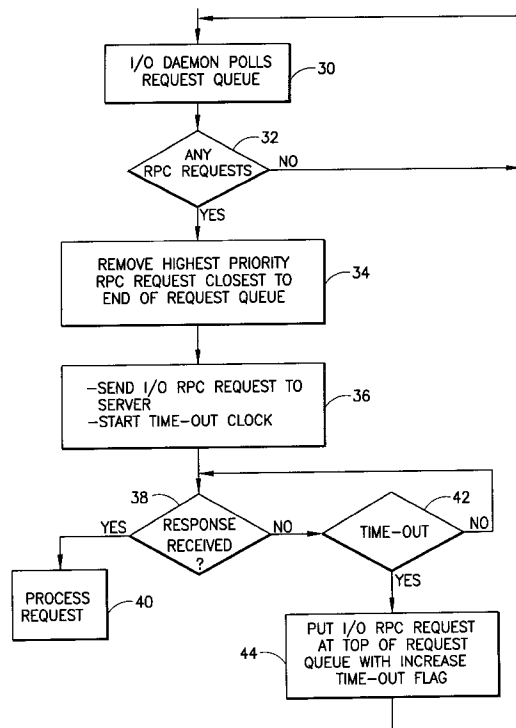 I/O DAEMON POLLS
REQUEST QUEUE
30
32
ANY
RPC REQUESTS
NO
YES
REMOVE HIGHEST PRIORITY
RPC REQUEST CLOSEST TO
END OF REQUEST QUEUE
34
-SEND I/O RPC REQUEST TO
SERVER
-START TIME-OUT CLOCK
36
38
YES
RESPONSE
RECEIVED
?
NO
42
TIME-OUT
NO
YES
PROCESS
REQUEST
40
44
PUT I/O RPC REQUEST
AT TOP OF REQUEST
QUEUE WITH INCREASE
TIME-OUT FLAG